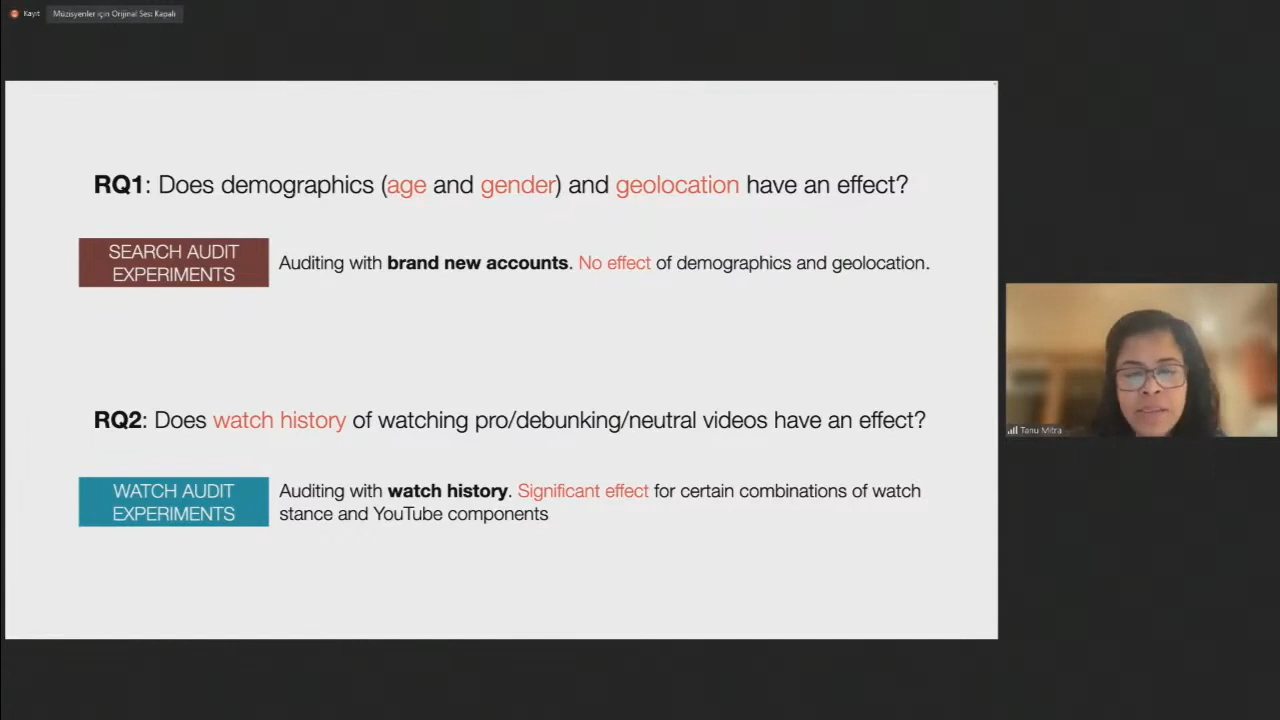 Kayıt
Müzisyenler için Orijinal Ses: Kapalı
RQ1: Does demographics (age and gender) and geolocation have an effect?
SEARCH AUDIT
EXPERIMENTS
Auditing with brand new accounts. No effect of demographics and geolocation.
RQ2: Does watch history of watching pro/debunking/neutral videos have an effect?
WATCH AUDIT
EXPERIMENTS
Auditing with watch history. Significant effect for certain combinations of watch
stance and YouTube components
Tanu Mitra